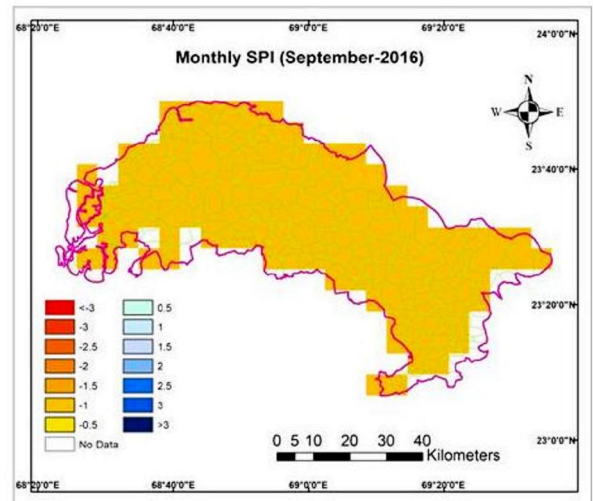 68°20'0"E 68°40'0"E 69°0'0"E 69°20'0"E
24°0'0"N
Monthly SPI (September-2016)
N
W E
S
23°40'0"N
23°20'0"N
23°0'0"N
<-3 0.5
-3 1
-2.5 1.5
-2 2
-1.5 2.5
-1 3
-0.5 >3
No Data
0 5 10 20 30 40
Kilometers
68°20'0"E 68°40'0"E 69°0'0"E 69°20'0"E